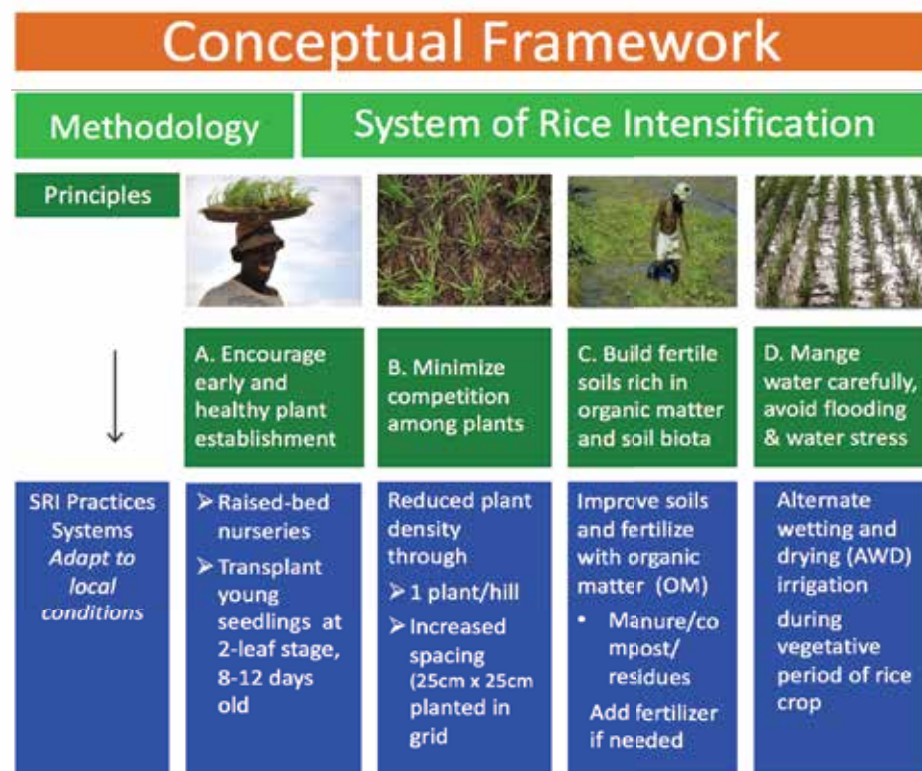 Conceptual Framework
Methodology
System of Rice Intensification
Principles
A. Encourage
early and
healthy plant
establishment
B. Minimize
competition
among plants
C. Build fertile
soils rich in
organic matter
and soil biota
D. Mange
water carefully,
avoid flooding
& water stress
SRI Practices
Systems
Adapt to
local
conditions
➢ Raised-bed
nurseries
➢ Transplant
young
seedlings at
2-leaf stage,
8-12 days
old
Reduced plant
density
through
➢ 1 plant/hill
➢ Increased
spacing
(25cm x 25cm
planted in
grid
Improve soils
and fertilize
with organic
matter (OM)
• Manure/co
mpost/
residues
Add fertilizer
if needed
Alternate
wetting and
drying (AWD)
irrigation
during
vegetative
period of rice
crop